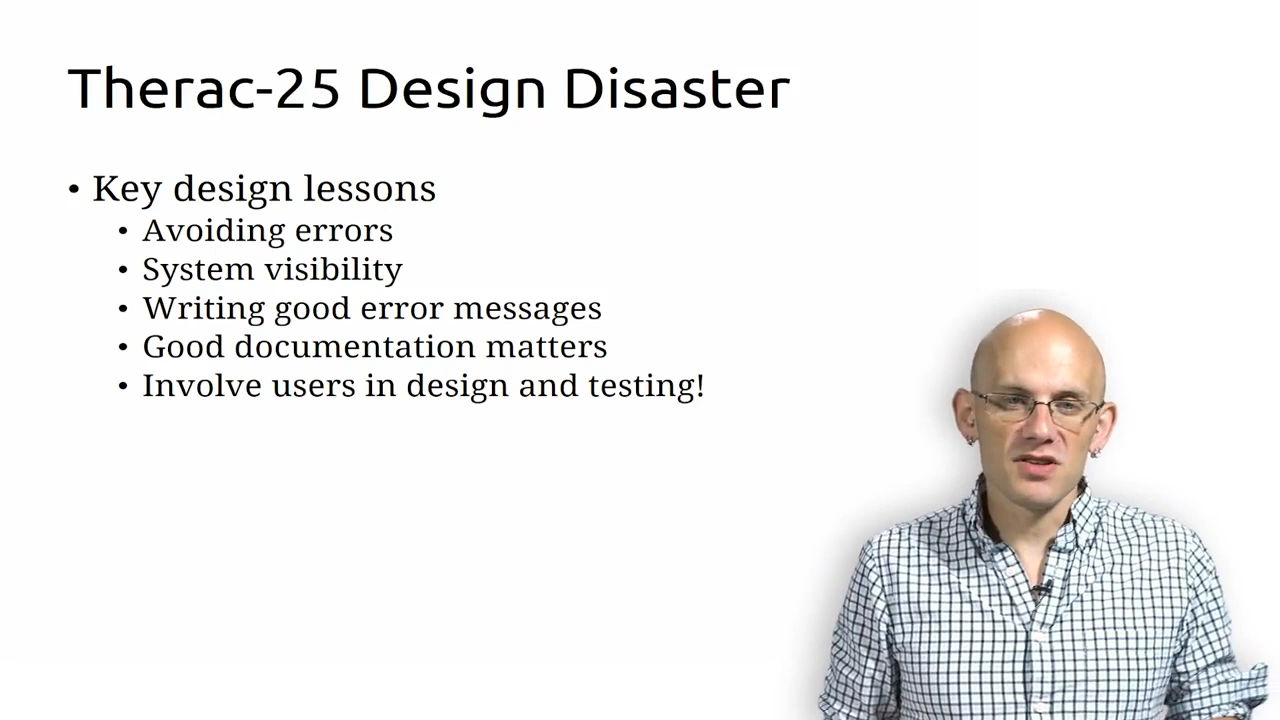 Therac-25 Design Disaster
• Key design lessons
• Avoiding errors
• System visibility
• Writing good error messages
• Good documentation matters
• Involve users in design and testing!